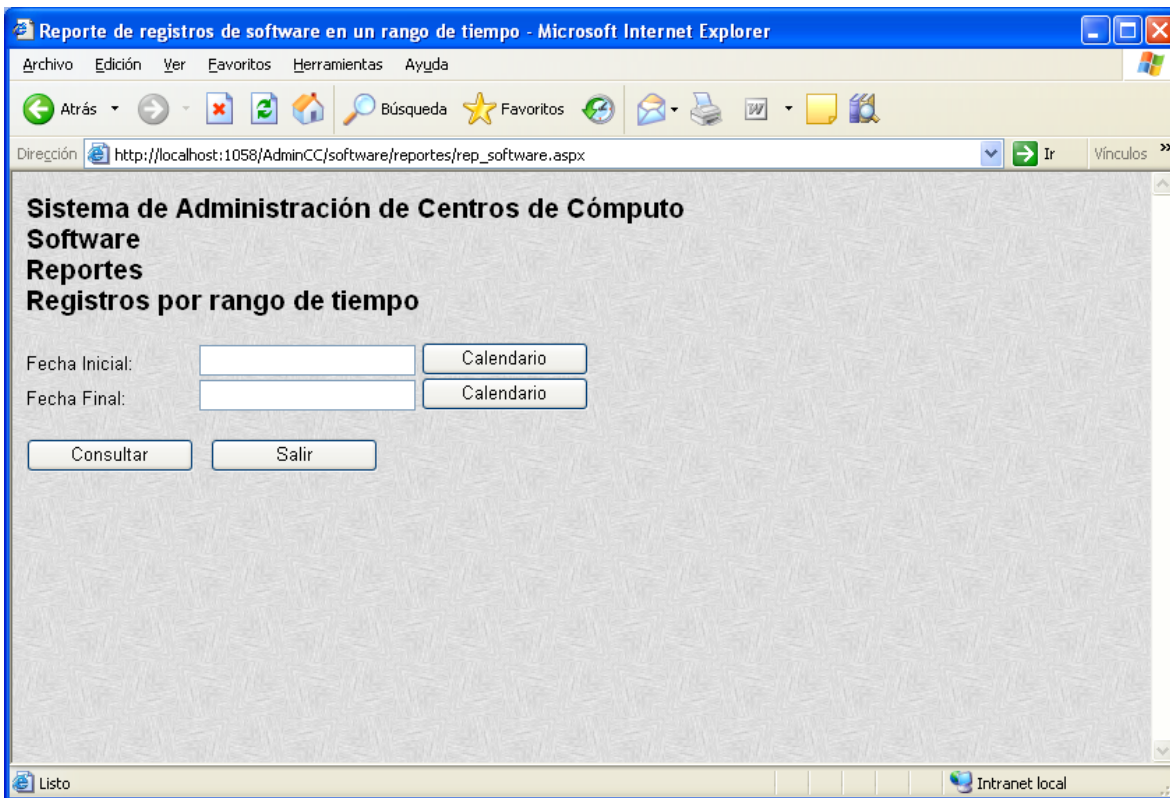 Reporte de registros de software en un rango de tiempo - Microsoft Internet Explorer
Archivo Edición Ver Favoritos Herramientas Ayuda
Atrás Búsqueda Favoritos W
Dirección http://localhost:1058/AdminCC/software/reportes/rep_software.aspx Ir Vínculos »
Sistema de Administración de Centros de Cómputo
Software
Reportes
Registros por rango de tiempo
Fecha Inicial: Calendario
Fecha Final: Calendario
Consultar Salir
Listo Intranet local